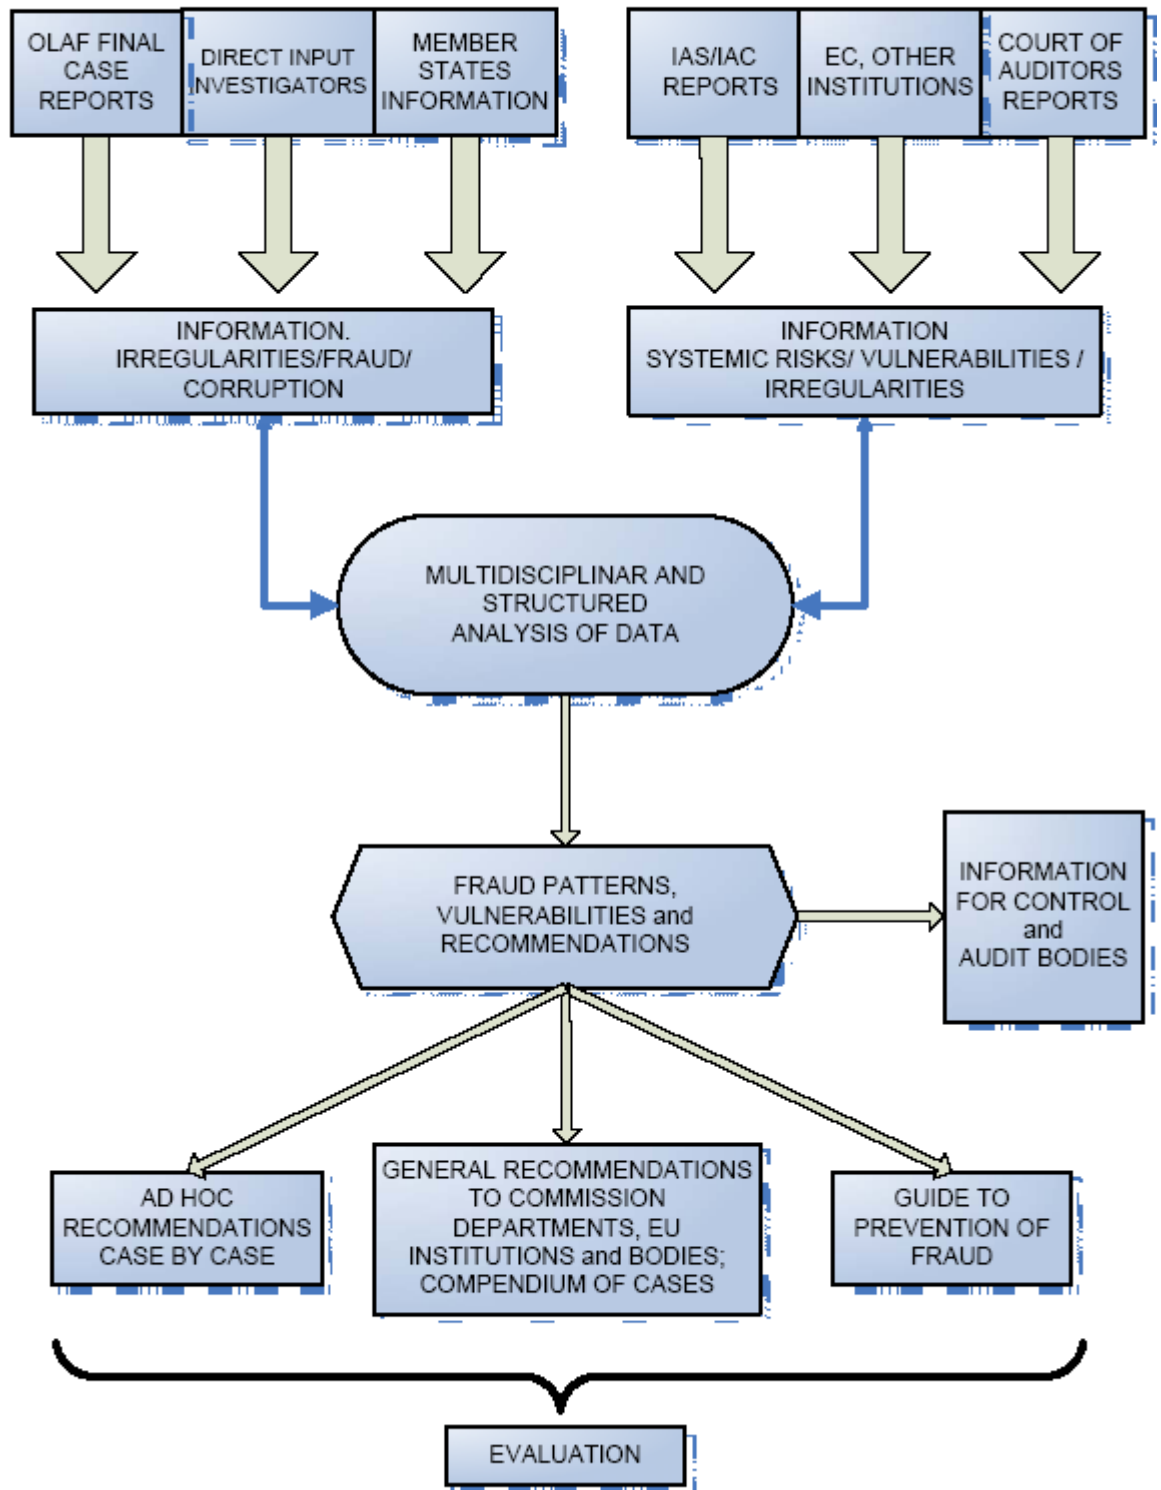 OLAF FINAL
CASE
REPORTS
DIRECT INPUT
INVESTIGATORS
MEMBER
STATES
INFORMATION
IAS/IAC
REPORTS
EC, OTHER
INSTITUTIONS
COURT OF
AUDITORS
REPORTS
INFORMATION.
IRREGULARITIES/FRAUD/
CORRUPTION
INFORMATION
SYSTEMIC RISKS/ VULNERABILITIES /
IRREGULARITIES
MULTIDISCIPLINAR AND
STRUCTURED
ANALYSIS OF DATA
FRAUD PATTERNS,
VULNERABILITIES and
RECOMMENDATIONS
INFORMATION
FOR CONTROL
and
AUDIT BODIES
AD HOC
RECOMMENDATIONS
CASE BY CASE
GENERAL RECOMMENDATIONS
TO COMMISSION
DEPARTMENTS, EU
INSTITUTIONS and BODIES;
COMPENDIUM OF CASES
GUIDE TO
PREVENTION OF
FRAUD
EVALUATION